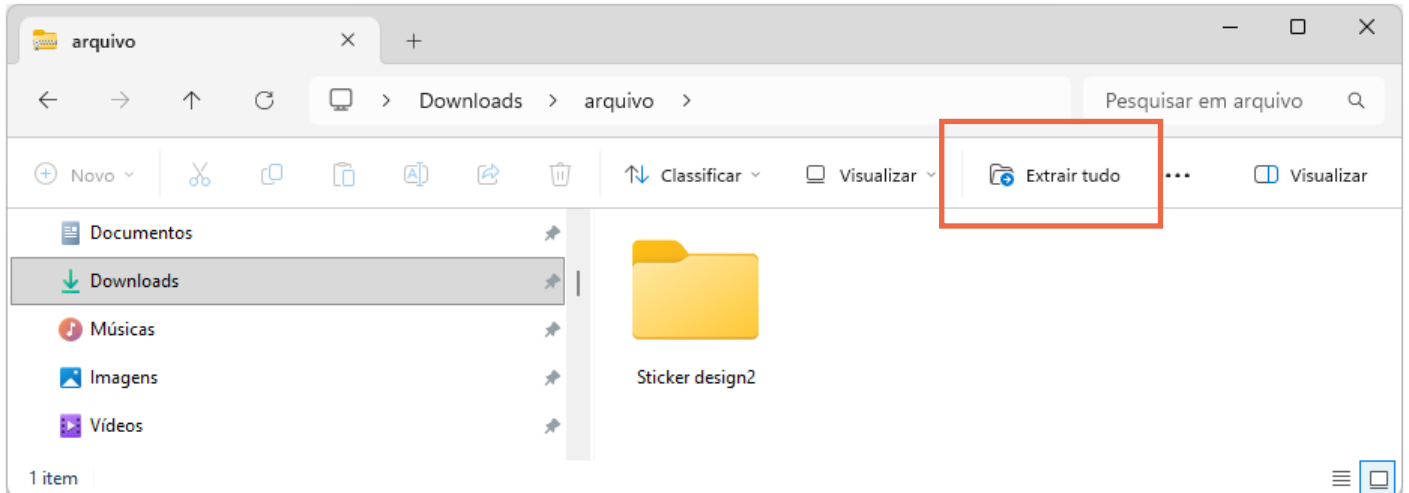 arquivo
Downloads > arquivo >
Pesquisar em arquivo
Novo
Classificar
Visualizar
Extrair tudo
...
Visualizar
Documentos
Downloads
Músicas
Imagens
Vídeos
Sticker design2
1 item